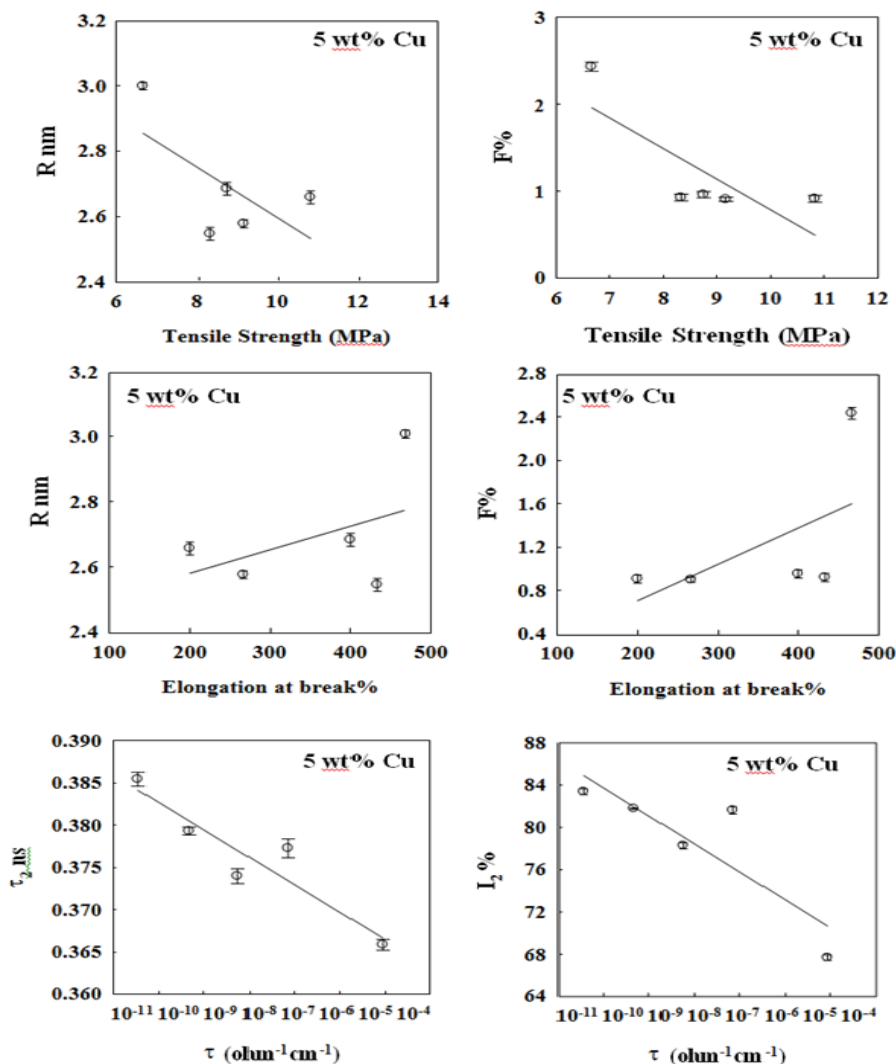 5 wt% Cu
R nm
3.2
3.0
2.8
2.6
2.4
6 8 10 12 14
Tensile Strength (MPa)
5 wt% Cu
F%
3
2
1
0
6 7 8 9 10 11 12
Tensile Strength (MPa)
5 wt% Cu
R nm
3.2
3.0
2.8
2.6
2.4
100 200 300 400 500
Elongation at break%
5 wt% Cu
F%
2.8
2.4
2.0
1.6
1.2
0.8
0.4
100 200 300 400 500
Elongation at break%
5 wt% Cu
τ₂ ns
0.390
0.385
0.380
0.375
0.370
0.365
0.360
10⁻¹¹ 10⁻¹⁰ 10⁻⁹ 10⁻⁸ 10⁻⁷ 10⁻⁶ 10⁻⁵ 10⁻⁴
τ (olun⁻¹cm⁻¹)
5 wt% Cu
I₂ %
88
84
80
76
72
68
64
10⁻¹¹ 10⁻¹⁰ 10⁻⁹ 10⁻⁸ 10⁻⁷ 10⁻⁶ 10⁻⁵ 10⁻⁴
τ (olun⁻¹cm⁻¹)